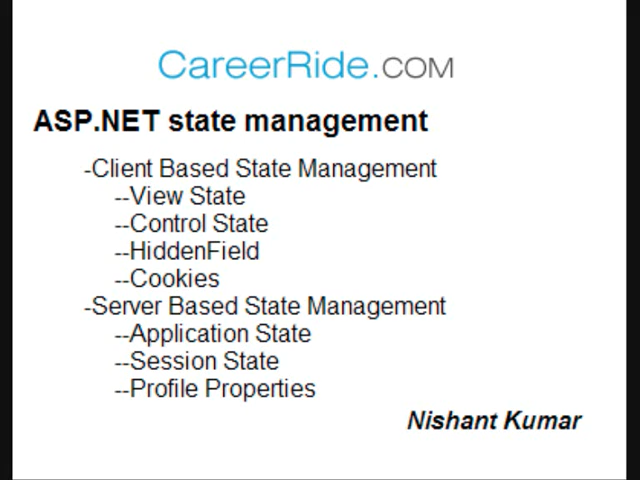 CareerRide.COM
ASP.NET state management
-Client Based State Management
--View State
--Control State
--HiddenField
--Cookies
-Server Based State Management
--Application State
--Session State
--Profile Properties
Nishant Kumar